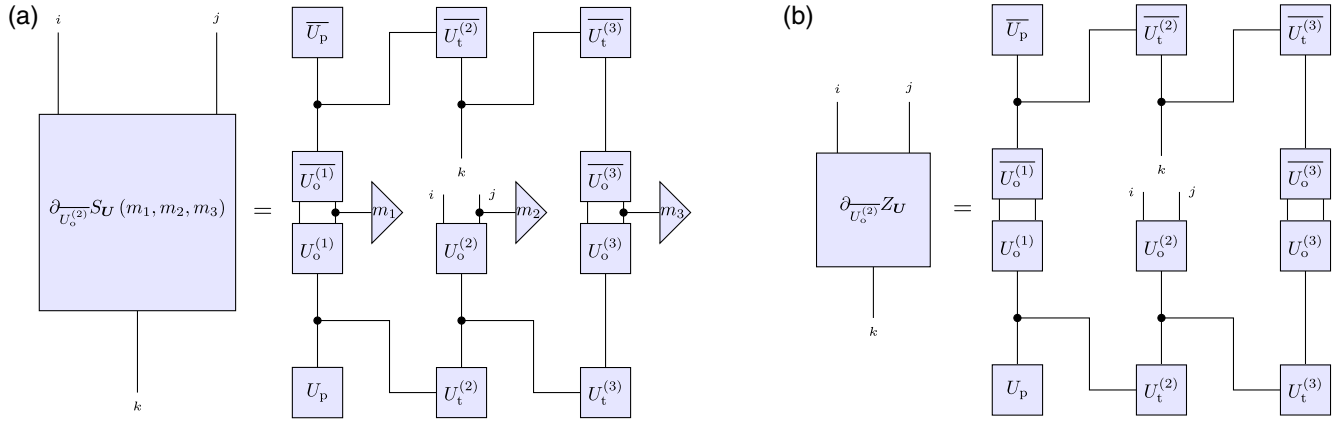 (a)
i j
∂_{\overline{U_o^{(2)}}} S_U (m_1, m_2, m_3)
k
=
\overline{U_p} \overline{U_t^{(2)}} \overline{U_t^{(3)}}
k
\overline{U_o^{(1)}} \overline{U_o^{(3)}}
i j
m_1 m_2 m_3
U_o^{(1)} U_o^{(2)} U_o^{(3)}
U_p U_t^{(2)} U_t^{(3)}
(b)
i j
∂_{\overline{U_o^{(2)}}} Z_U
k
=
\overline{U_p} \overline{U_t^{(2)}} \overline{U_t^{(3)}}
k
\overline{U_o^{(1)}} \overline{U_o^{(3)}}
i j
U_o^{(1)} U_o^{(2)} U_o^{(3)}
U_p U_t^{(2)} U_t^{(3)}